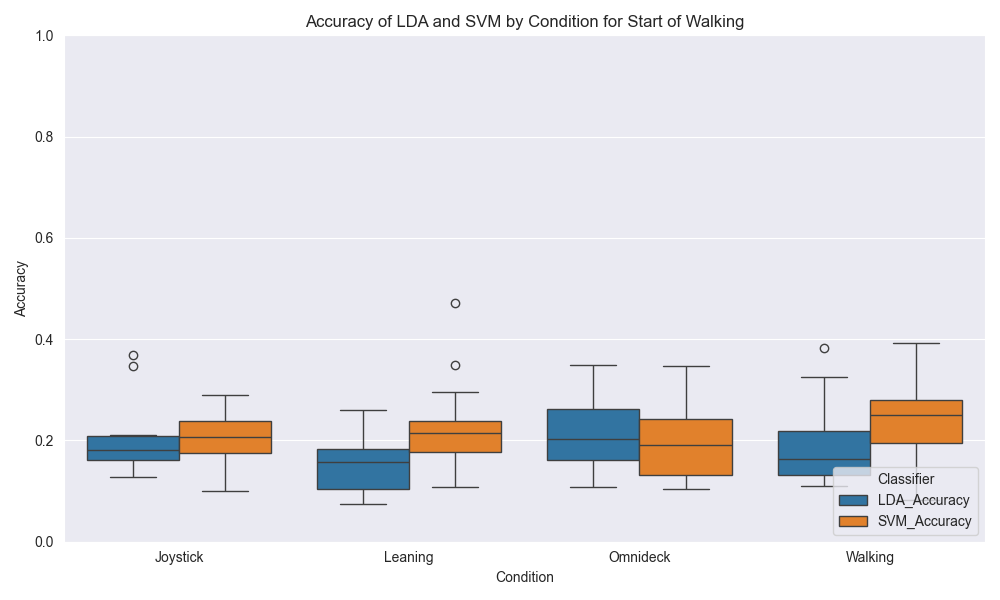 Accuracy of LDA and SVM by Condition for Start of Walking
1.0
0.8
0.6
0.4
0.2
0.0
Accuracy
Joystick
Leaning
Omnideck
Walking
Condition
Classifier
LDA_Accuracy
SVM_Accuracy